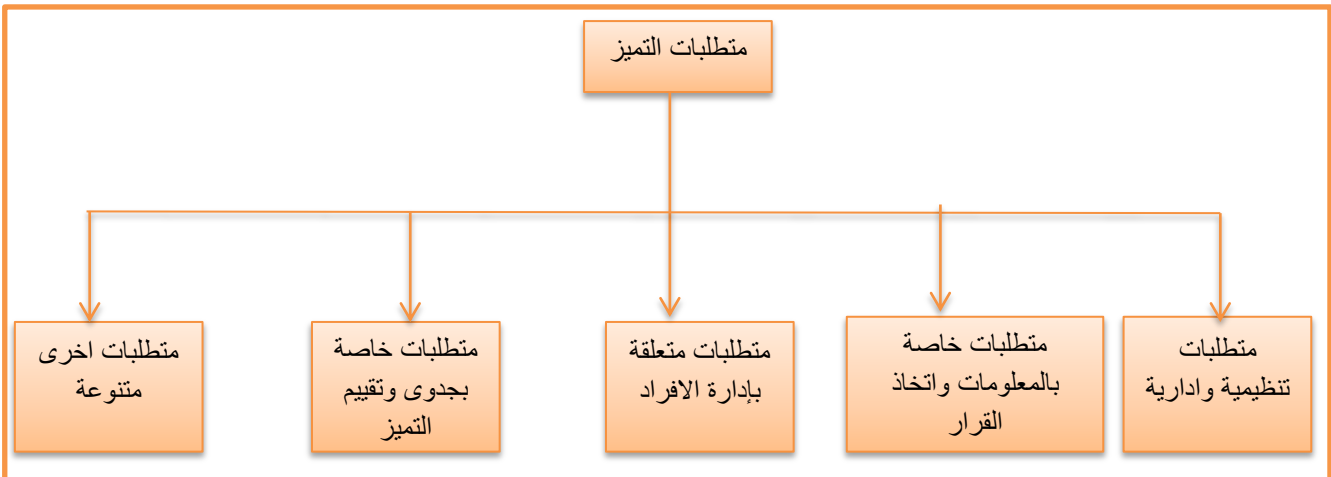 متطلبات التميز
متطلبات
تنظيمية وادارية
متطلبات خاصة
بالمعلومات واتخاذ
القرار
متطلبات متعلقة
بإدارة الافراد
متطلبات خاصة
بجدوى وتقييم
التميز
متطلبات اخرى
متنوعة